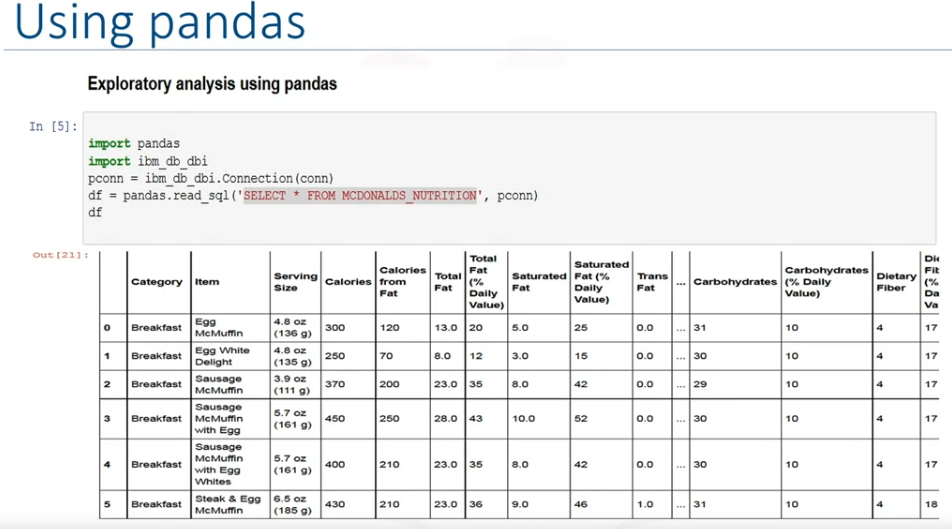 Using pandas
Exploratory analysis using pandas
In [5]:
import pandas
import ibm_db_dbi
pconn = ibm_db_dbi.Connection(conn)
df = pandas.read_sql('SELECT * FROM MCDONALDS_NUTRITION', pconn)
df
Out[21]:
Category Item Serving Size Calories Calories from Fat Total Fat Total Fat (% Daily Value) Saturated Fat Saturated Fat (% Daily Value) Trans Fat ... Carbohydrates Carbohydrates (% Daily Value) Dietary Fiber Die Fib (% Da Va
0 Breakfast Egg McMuffin 4.8 oz (136 g) 300 120 13.0 20 5.0 25 0.0 ... 31 10 4 17
1 Breakfast Egg White Delight 4.8 oz (135 g) 250 70 8.0 12 3.0 15 0.0 ... 30 10 4 17
2 Breakfast Sausage McMuffin 3.9 oz (111 g) 370 200 23.0 35 8.0 42 0.0 ... 29 10 4 17
3 Breakfast Sausage McMuffin with Egg 5.7 oz (161 g) 450 250 28.0 43 10.0 52 0.0 ... 30 10 4 17
4 Breakfast Sausage McMuffin with Egg Whites 5.7 oz (161 g) 400 210 23.0 35 8.0 42 0.0 ... 30 10 4 17
5 Breakfast Steak & Egg McMuffin 6.5 oz (185 g) 430 210 23.0 36 9.0 46 1.0 ... 31 10 4 18